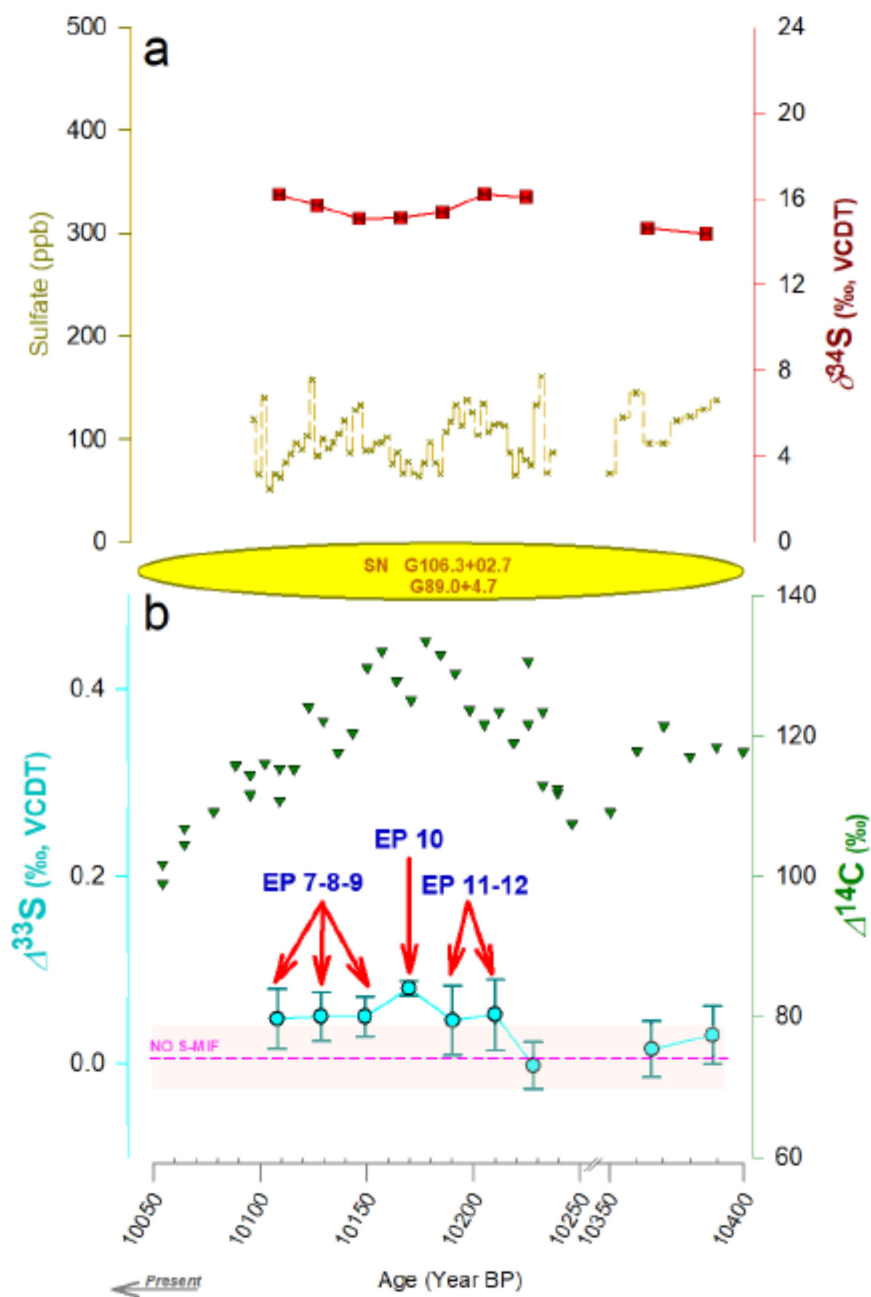 a
500
400
300
200
100
0
Sulfate (ppb)
24
20
16
12
8
4
0
δ34S (‰, VCDT)
SN G106.3+02.7
G89.0+4.7
b
0.4
0.2
0.0
Δ33S (‰, VCDT)
140
120
100
80
60
Δ14C (‰)
EP 10
EP 7-8-9
EP 11-12
NO S-MIF
10050
10100
10150
10200
10250
10350
10400
Present
Age (Year BP)